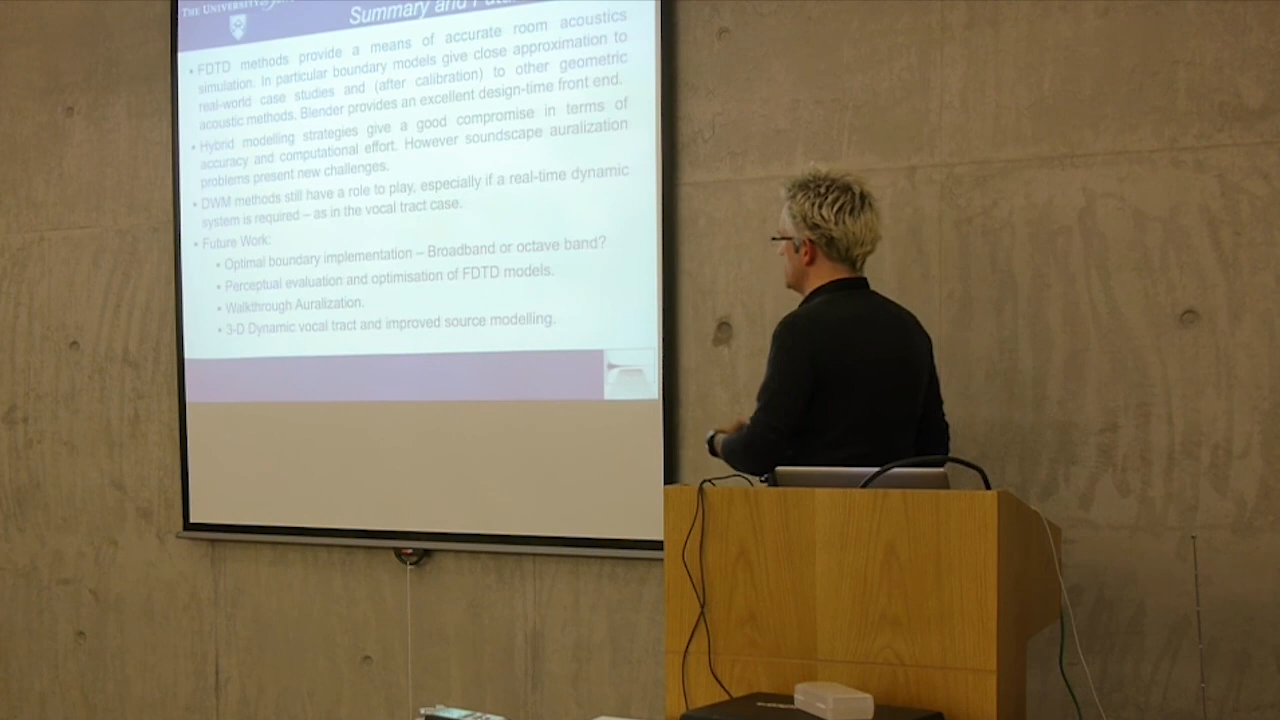 THE UNIVERSITY of
Summary and
• FDTD methods provide a means of accurate room acoustics
simulation. In particular boundary models give close approximation to
real-world case studies and (after calibration) to other geometric
acoustic methods. Blender provides an excellent design-time front end.
• Hybrid modelling strategies give a good compromise in terms of
accuracy and computational effort. However soundscape auralization
problems present new challenges.
• DWM methods still have a role to play, especially if a real-time dynamic
system is required – as in the vocal tract case.
• Future Work:
• Optimal boundary implementation – Broadband or octave band?
• Perceptual evaluation and optimisation of FDTD models.
• Walkthrough Auralization.
• 3-D Dynamic vocal tract and improved source modelling.